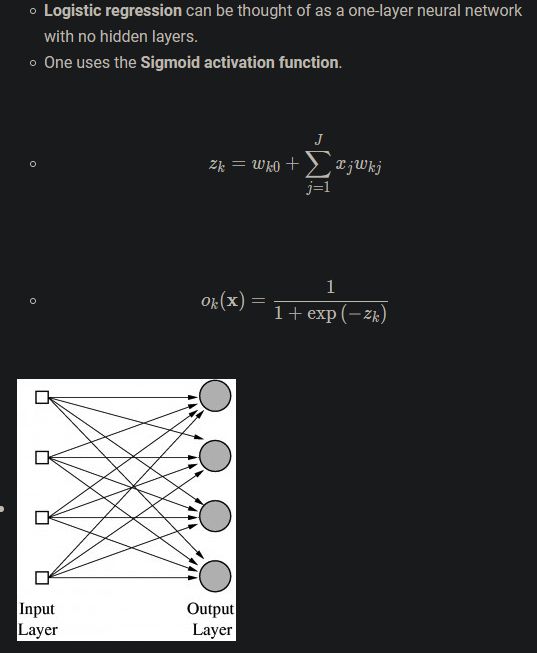 Logistic regression can be thought of as a one-layer neural network
with no hidden layers.
One uses the Sigmoid activation function.
z_k = w_{k0} + \sum_{j=1}^{J} x_j w_{kj}
o_k(\mathbf{x}) = \frac{1}{1 + \exp(-z_k)}
Input Output
Layer Layer